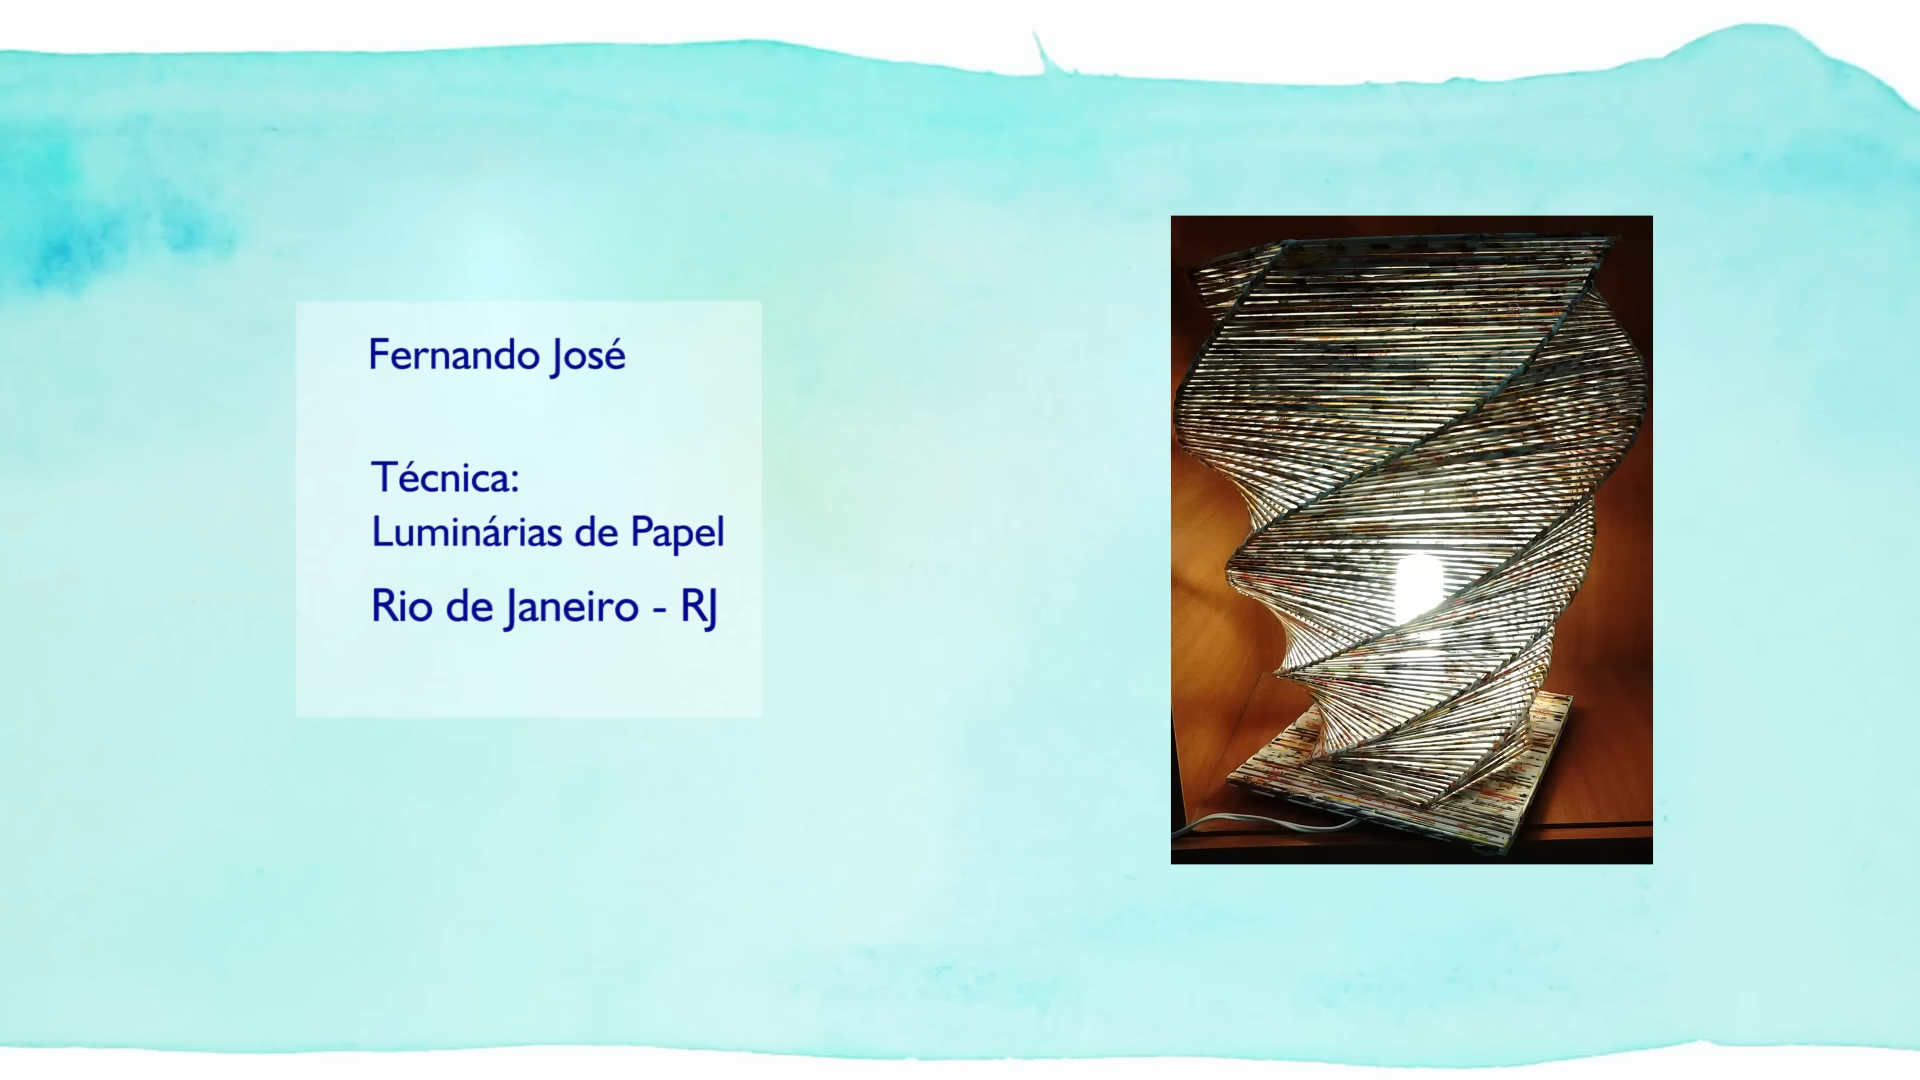 Fernando José
Técnica:
Luminárias de Papel
Rio de Janeiro - RJ